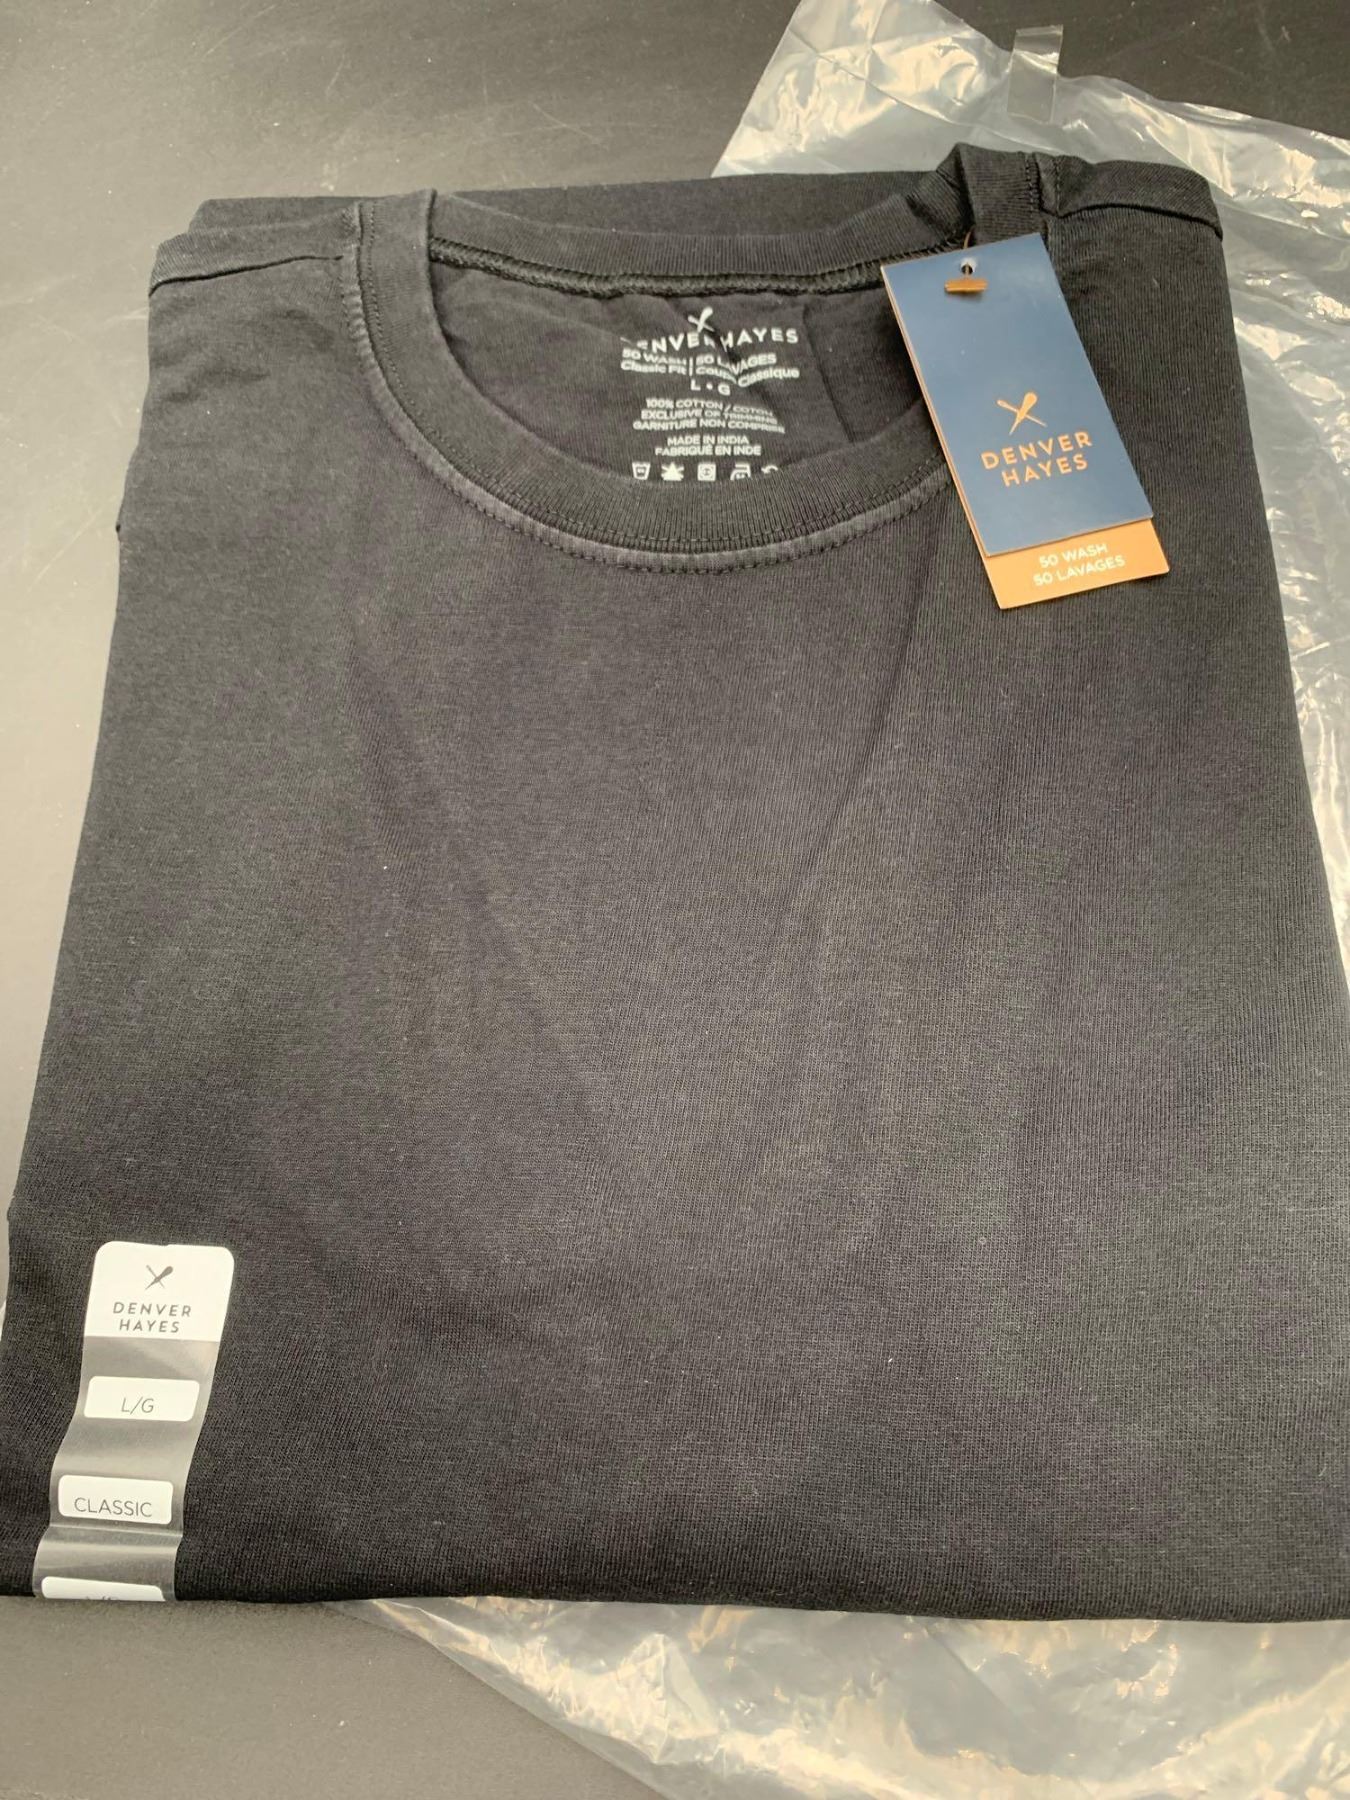 DENVER HAYES
50 WASH | 50 LAVAGES
Classic Fit | Coupe Classique
L • G
100% COTTON / COTON
EXCLUSIVE OF TRIMMING
GARNITURE NON COMPRISE
MADE IN INDIA
FABRIQUÉ EN INDE
DENVER
HAYES
50 WASH
50 LAVAGES
DENVER
HAYES
L/G
CLASSIC